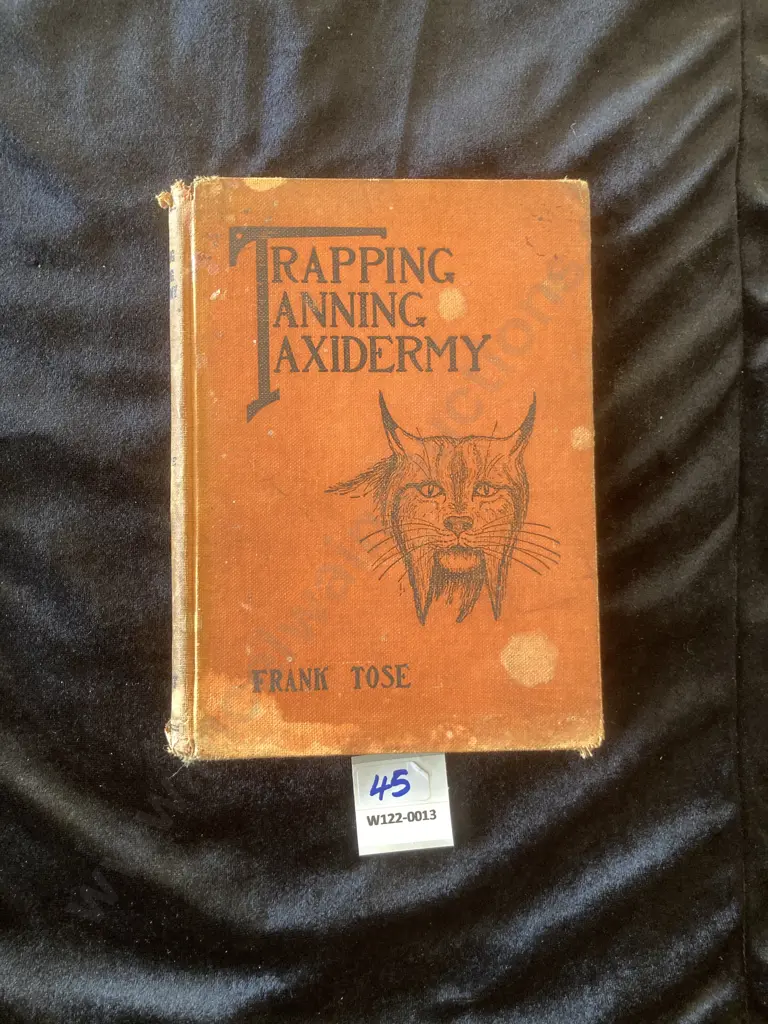 TRAPPING
TANNING
TAXIDERMY
FRANK TOSE
45
W122-0013